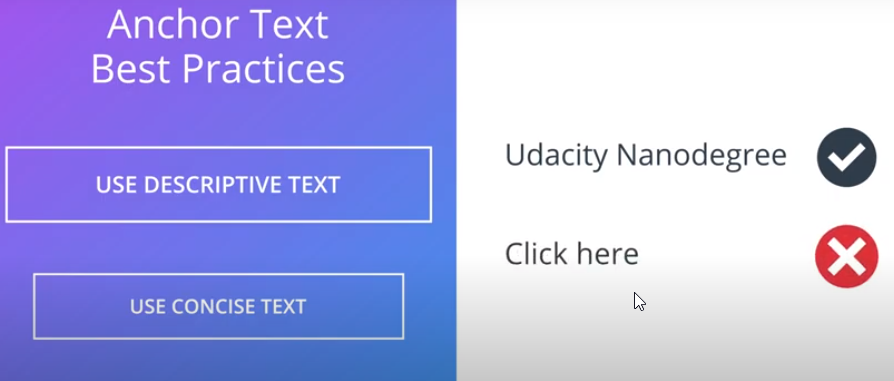 Anchor Text
Best Practices
USE DESCRIPTIVE TEXT
USE CONCISE TEXT
Udacity Nanodegree
Click here